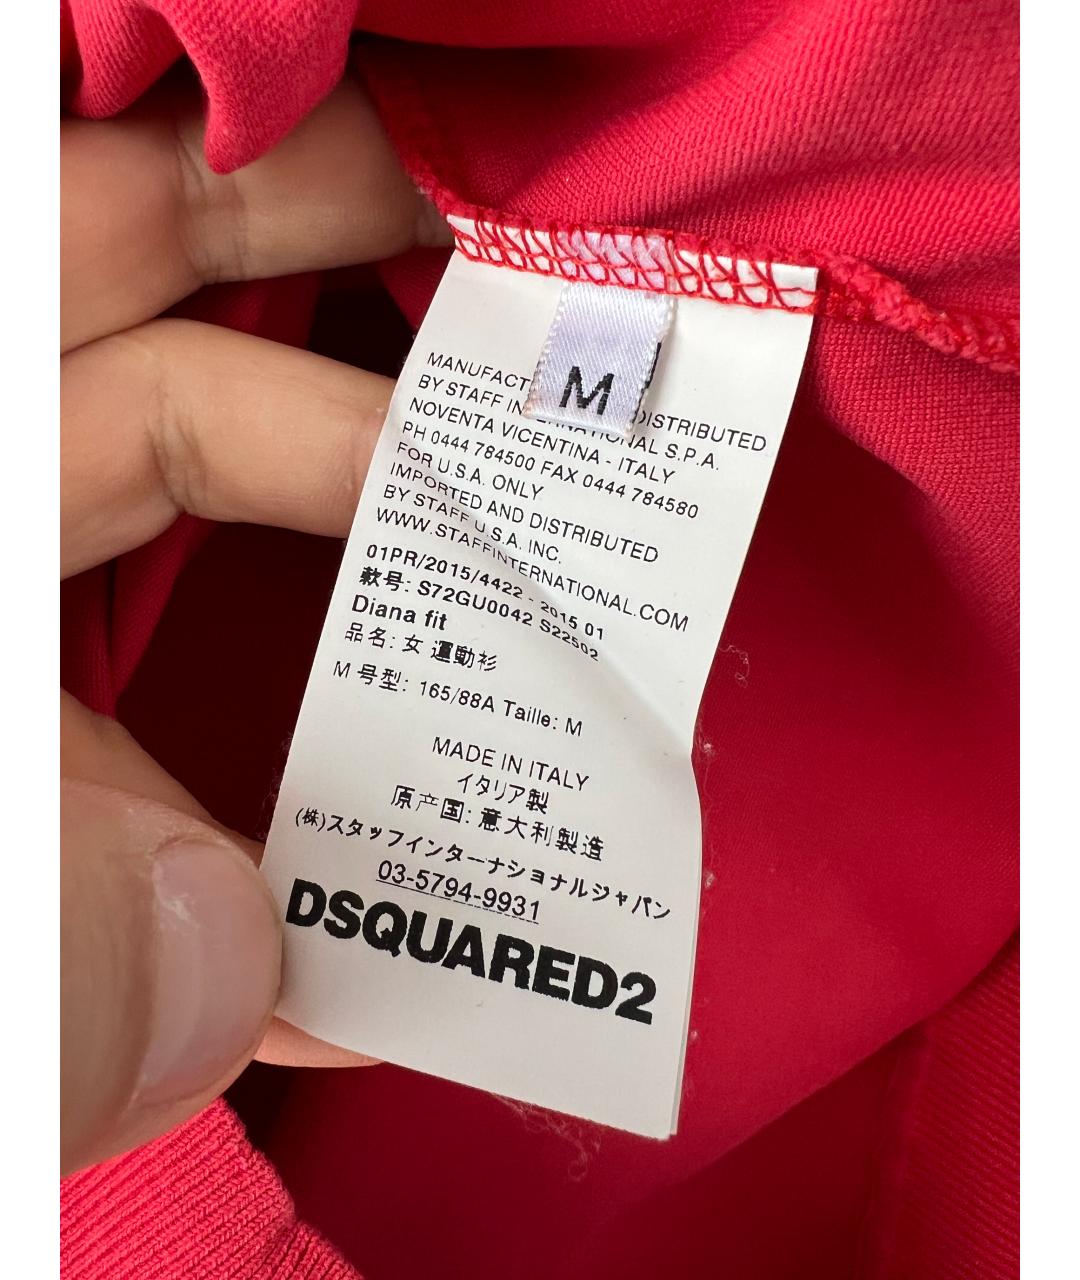 M
MANUFACT DISTRIBUTED
BY STAFF INTERNATIONAL S.P.A.
NOVENTA VICENTINA - ITALY
PH 0444 784500 FAX 0444 784580
FOR U.S.A. ONLY
IMPORTED AND DISTRIBUTED
BY STAFF U.S.A. INC.
WWW.STAFFINTERNATIONAL.COM
01PR/2015/4422 - 2015 01
款号: S72GU0042 S22502
Diana fit
品名: 女 運動衫
M 号型: 165/88A Taille: M
MADE IN ITALY
イタリア製
原产国: 意大利製造
(株)スタッフインターナショナルジャパン
03-5794-9931
DSQUARED2